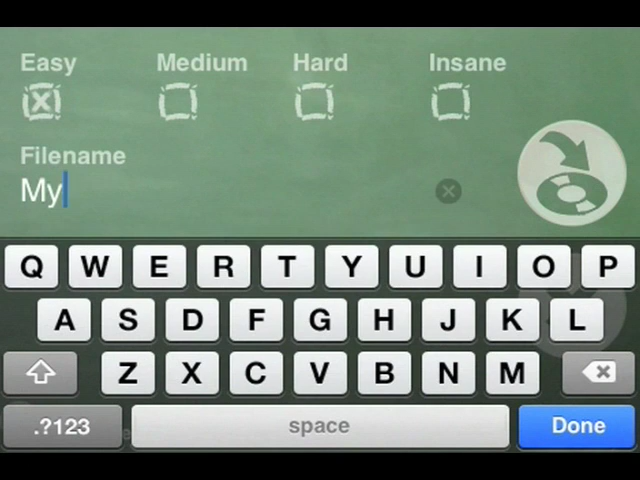 Easy Medium Hard Insane
Filename
My
Q W E R T Y U I O P
A S D F G H J K L
Z X C V B N M
.?123 space Done